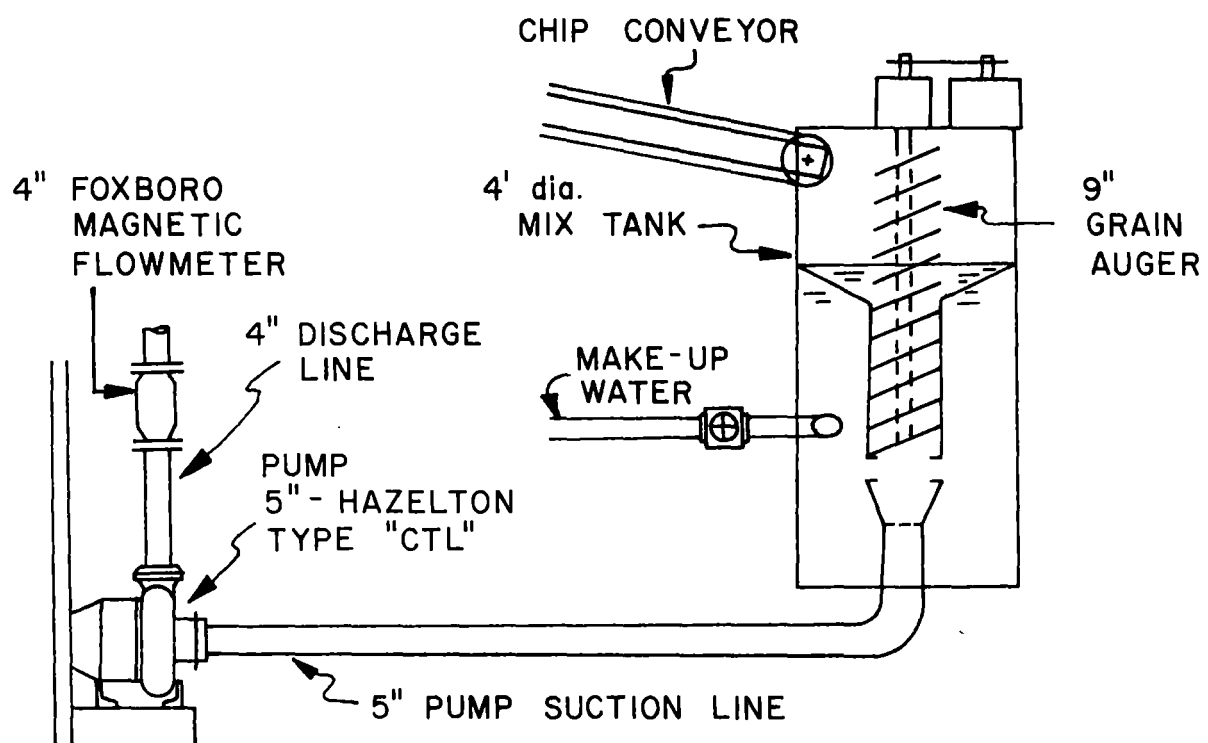 CHIP CONVEYOR
4" FOXBORO
MAGNETIC
FLOWMETER
4' dia.
MIX TANK
9"
GRAIN
AUGER
4" DISCHARGE
LINE
MAKE-UP
WATER
PUMP
5" - HAZELTON
TYPE "CTL"
5" PUMP SUCTION LINE